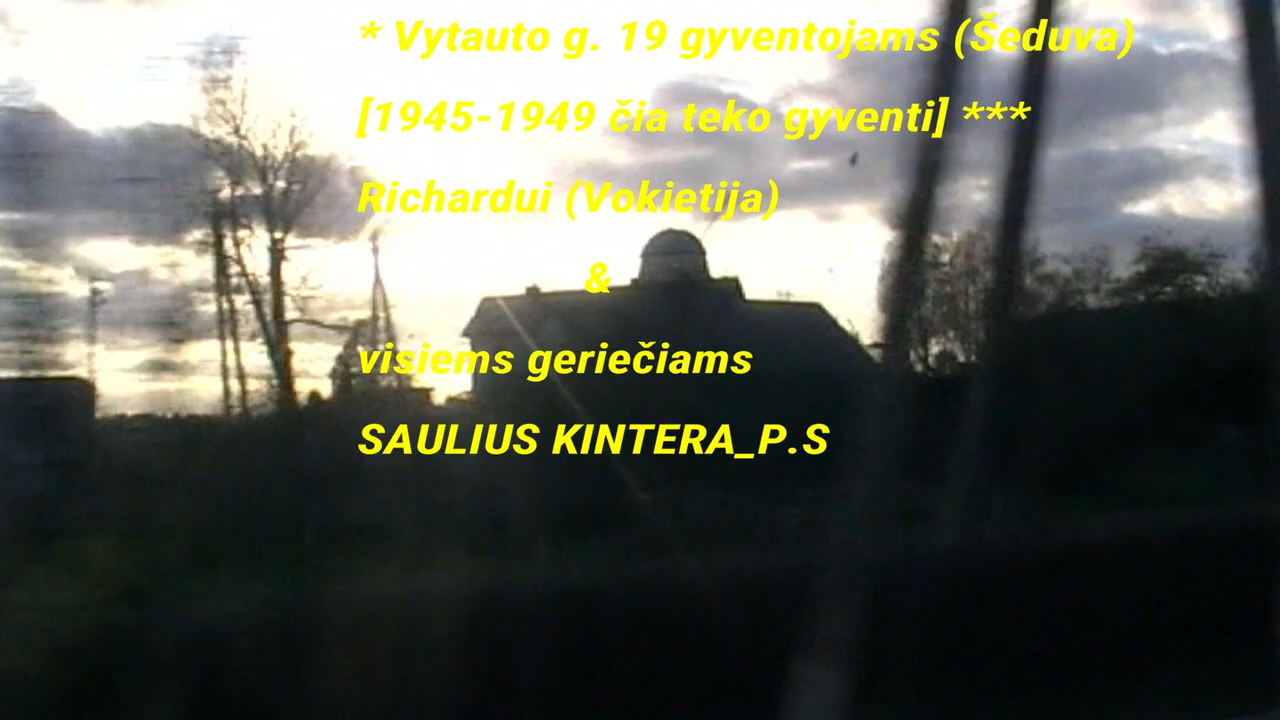 * Vytauto g. 19 gyventojams (Šeduva)
[1945-1949 čia teko gyventi] ***
Richardui (Vokietija)
&
visiems geriečiams
SAULIUS KINTERA_P.S